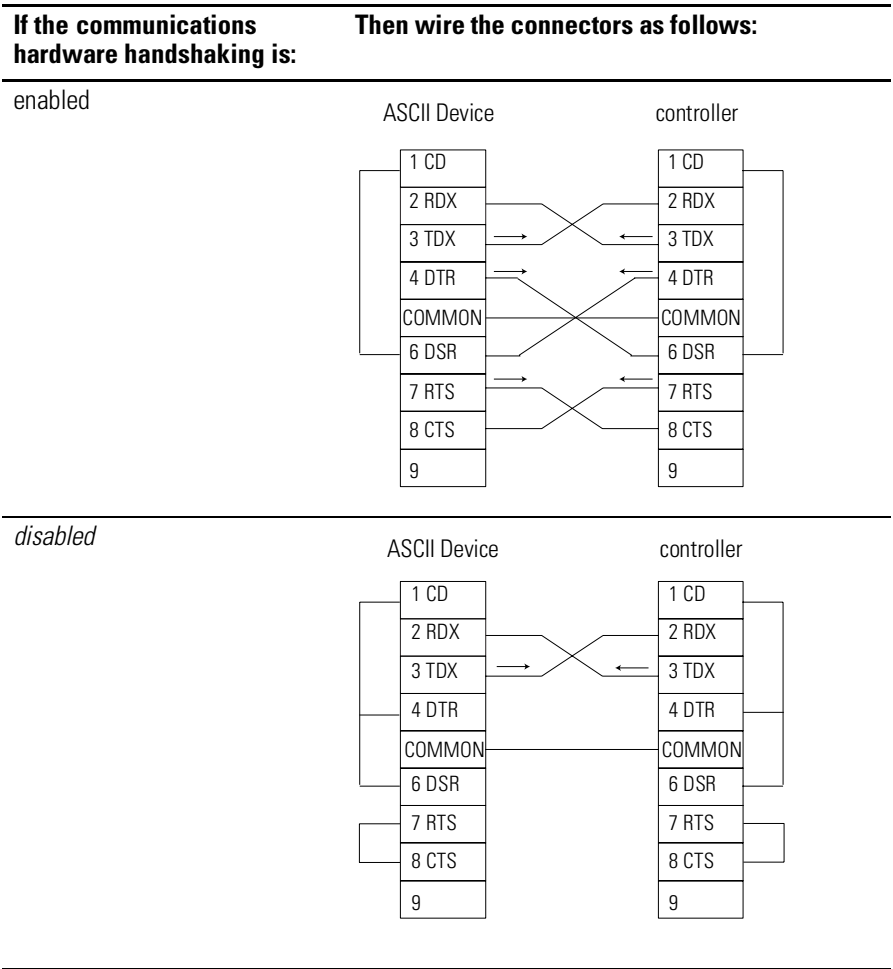 If the communications
hardware handshaking is:
Then wire the connectors as follows:
enabled
ASCII Device
controller
1 CD
1 CD
2 RDX
2 RDX
3 TDX
3 TDX
4 DTR
4 DTR
COMMON
COMMON
6 DSR
6 DSR
7 RTS
7 RTS
8 CTS
8 CTS
9
9
disabled
ASCII Device
controller
1 CD
1 CD
2 RDX
2 RDX
3 TDX
3 TDX
4 DTR
4 DTR
COMMON
COMMON
6 DSR
6 DSR
7 RTS
7 RTS
8 CTS
8 CTS
9
9